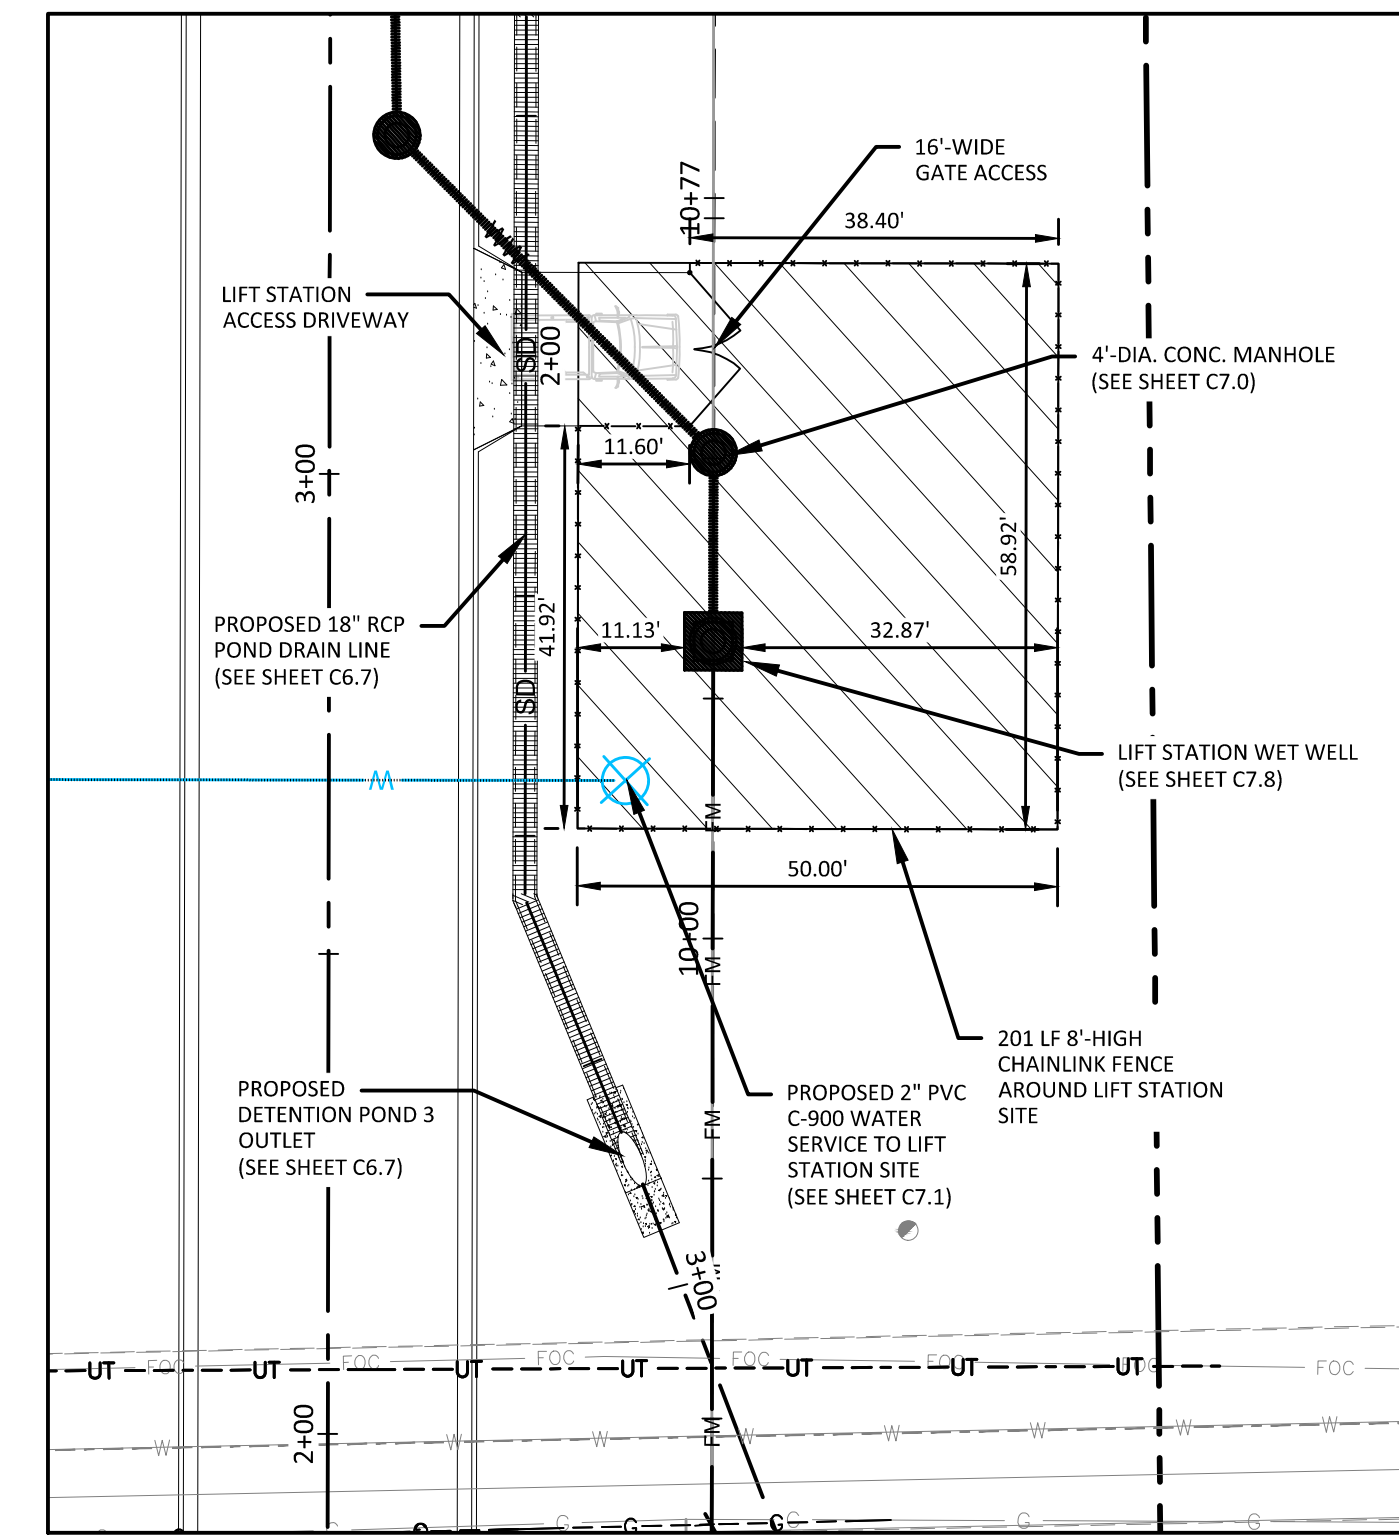 16'-WIDE
GATE ACCESS
10+77
38.40'
LIFT STATION
ACCESS DRIVEWAY
SD
2+00
4'-DIA. CONC. MANHOLE
(SEE SHEET C7.0)
11.60'
3+00
58.92'
41.92'
PROPOSED 18" RCP
POND DRAIN LINE
(SEE SHEET C6.7)
11.13'
32.87'
SD
LIFT STATION WET WELL
(SEE SHEET C7.8)
W
FM
50.00'
10+00
FM
201 LF 8'-HIGH
CHAINLINK FENCE
AROUND LIFT STATION
SITE
PROPOSED
DETENTION POND 3
OUTLET
(SEE SHEET C6.7)
PROPOSED 2" PVC
C-900 WATER
SERVICE TO LIFT
STATION SITE
(SEE SHEET C7.1)
FM
3+00
UT FOC UT FOC UT FOC UT FOC UT FOC UT FOC UT FOC
2+00
W W W FM W W W W W
G G G G G G